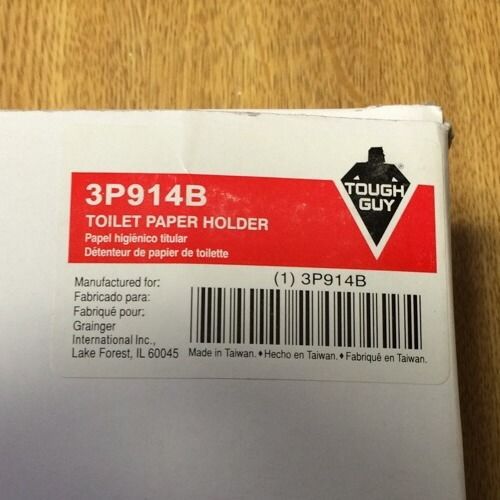 3P914B
TOILET PAPER HOLDER
Papel higiénico titular
Détenteur de papier de toilette
TOUGH
GUY
®
Manufactured for:
Fabricado para:
Fabriqué pour:
Grainger
International Inc.,
Lake Forest, IL 60045
(1) 3P914B
Made in Taiwan. ♦ Hecho en Taiwan. ♦ Fabriqué en Taiwan.